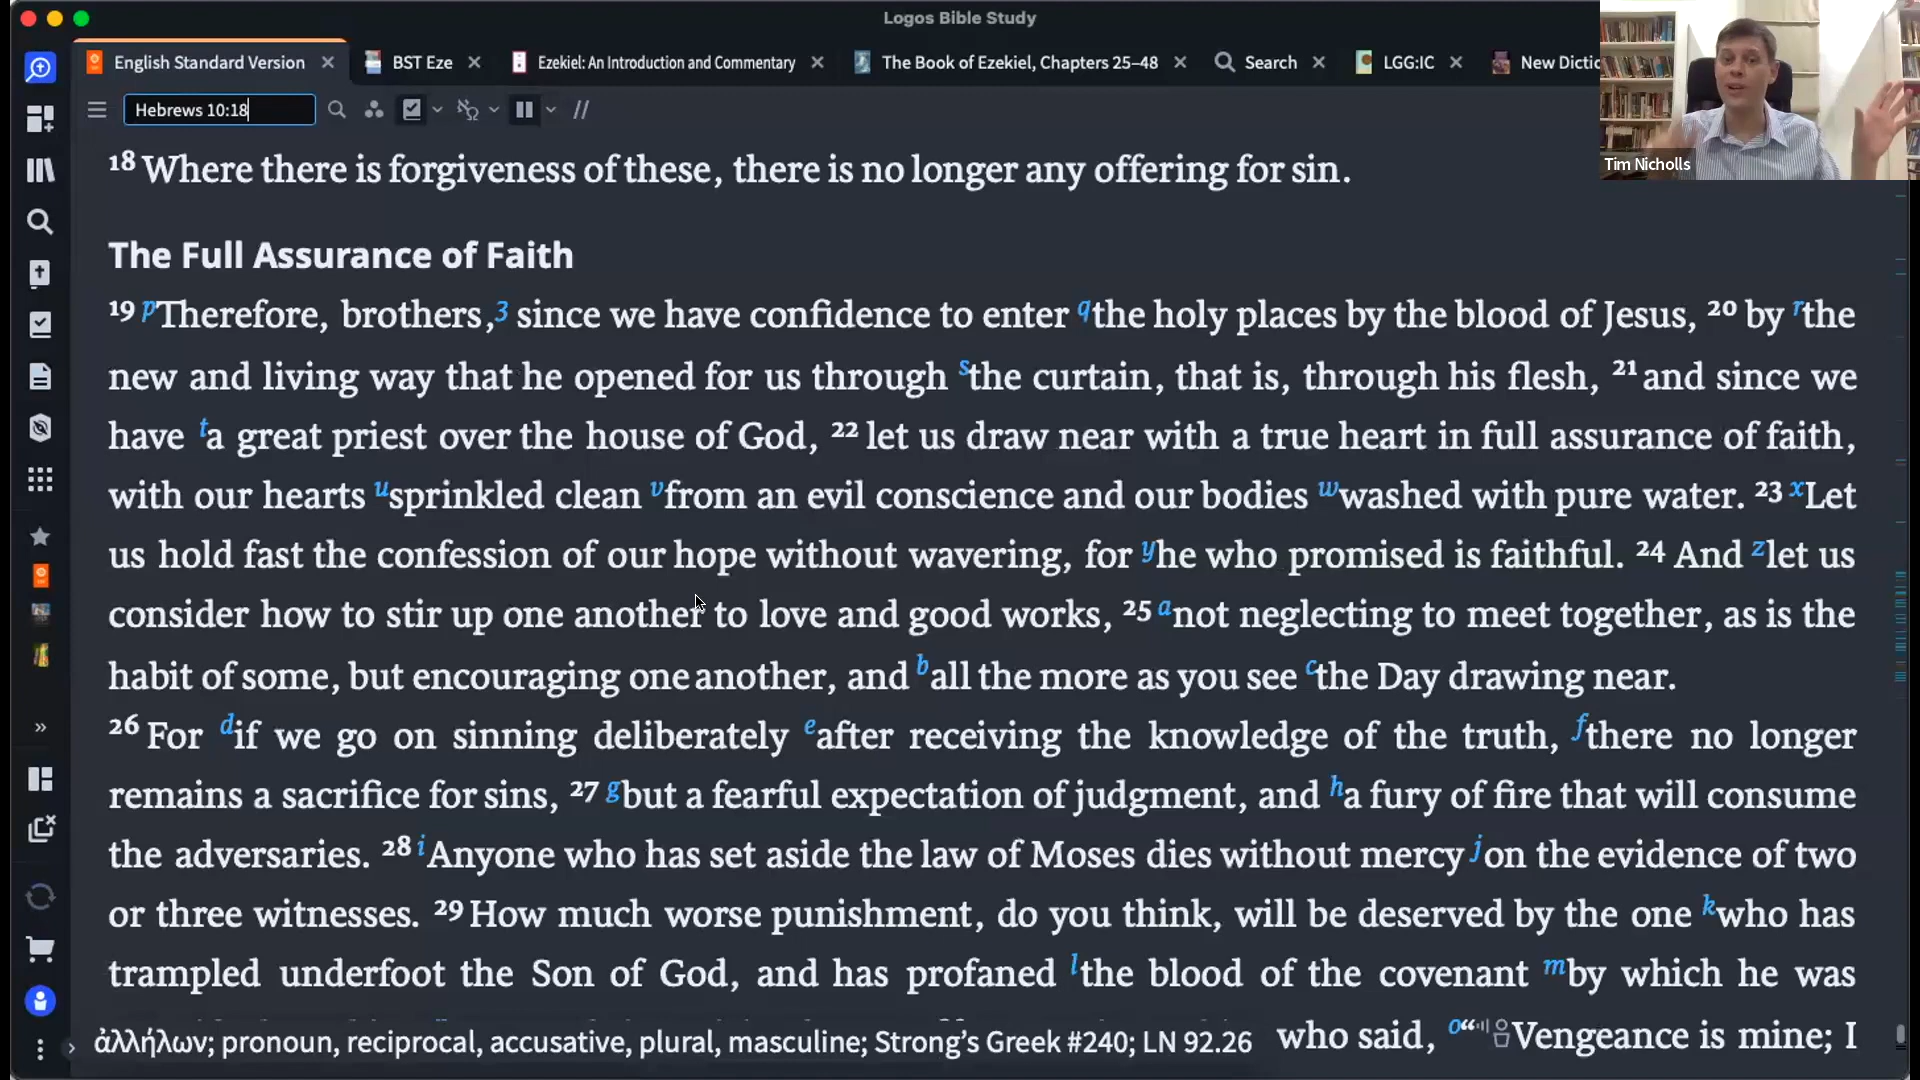 Logos Bible Study
English Standard Version
BST Eze
Ezekiel: An Introduction and Commentary
The Book of Ezekiel, Chapters 25–48
Search
LGG:IC
New Dictio
Hebrews 10:18
Tim Nicholls
18 Where there is forgiveness of these, there is no longer any offering for sin.
The Full Assurance of Faith
19 pTherefore, brothers,3 since we have confidence to enter qthe holy places by the blood of Jesus, 20 by rthe
new and living way that he opened for us through sthe curtain, that is, through his flesh, 21 and since we
have ta great priest over the house of God, 22 let us draw near with a true heart in full assurance of faith,
with our hearts usprinkled clean vfrom an evil conscience and our bodies wwashed with pure water. 23 xLet
us hold fast the confession of our hope without wavering, for yhe who promised is faithful. 24 And zlet us
consider how to stir up one another to love and good works, 25 anot neglecting to meet together, as is the
habit of some, but encouraging one another, and ball the more as you see cthe Day drawing near.
26 For dif we go on sinning deliberately eafter receiving the knowledge of the truth, fthere no longer
remains a sacrifice for sins, 27 gbut a fearful expectation of judgment, and ha fury of fire that will consume
the adversaries. 28 iAnyone who has set aside the law of Moses dies without mercy jon the evidence of two
or three witnesses. 29 How much worse punishment, do you think, will be deserved by the one kwho has
trampled underfoot the Son of God, and has profaned lthe blood of the covenant mby which he was
ἀλλήλων; pronoun, reciprocal, accusative, plural, masculine; Strong's Greek #240; LN 92.26 who said, o“Vengeance is mine; I